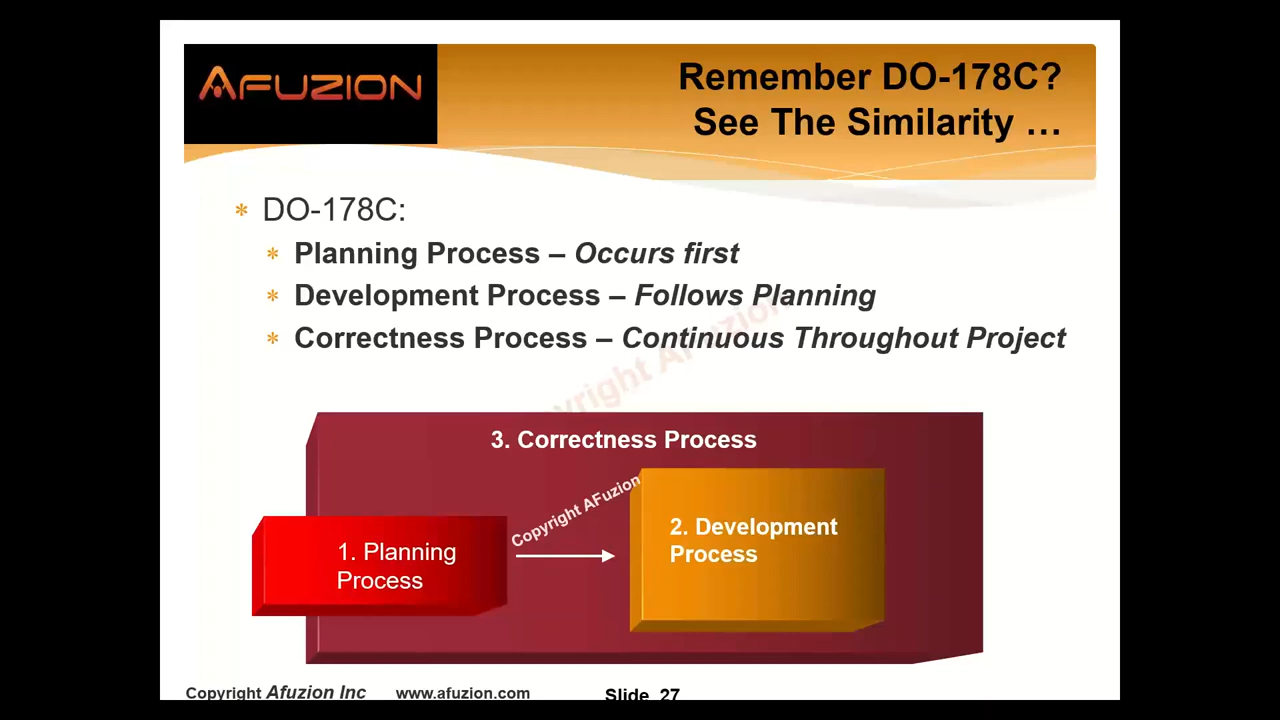 AFUZION
Remember DO-178C?
See The Similarity …
DO-178C:
Planning Process – Occurs first
Development Process – Follows Planning
Correctness Process – Continuous Throughout Project
Copyright AFuzion
3. Correctness Process
Copyright AFuzion
1. Planning
Process
2. Development
Process
Copyright Afuzion Inc www.afuzion.com Slide 27